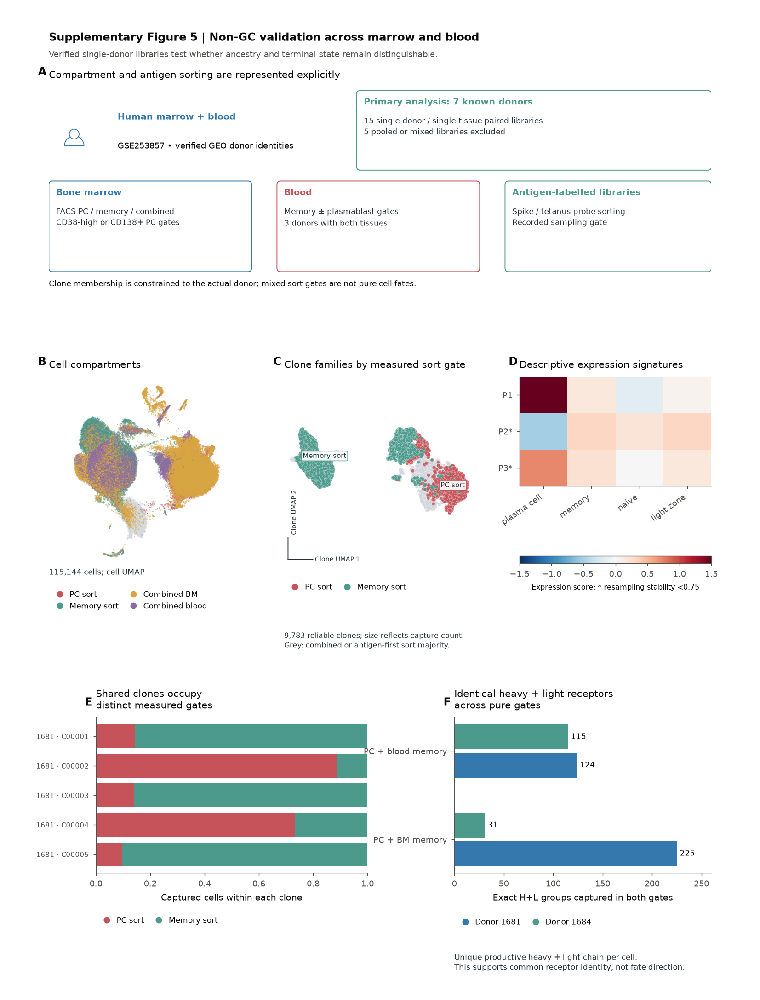 Supplementary Figure 5 | Non-GC validation across marrow and blood
Verified single-donor libraries test whether ancestry and terminal state remain distinguishable.
A Compartment and antigen sorting are represented explicitly
Human marrow + blood
GSE253857 • verified GEO donor identities
Primary analysis: 7 known donors
15 single-donor / single-tissue paired libraries
5 pooled or mixed libraries excluded
Bone marrow
FACS PC / memory / combined
CD38-high or CD138+ PC gates
Blood
Memory ± plasmablast gates
3 donors with both tissues
Antigen-labelled libraries
Spike / tetanus probe sorting
Recorded sampling gate
Clone membership is constrained to the actual donor; mixed sort gates are not pure cell fates.
B Cell compartments
115,144 cells; cell UMAP
PC sort
Memory sort
Combined BM
Combined blood
C Clone families by measured sort gate
Memory sort
PC sort
Clone UMAP 2
Clone UMAP 1
PC sort
Memory sort
9,783 reliable clones; size reflects capture count.
Grey: combined or antigen-first sort majority.
D Descriptive expression signatures
P1
P2*
P3*
plasma cell
memory
naive
light zone
−1.5 −1.0 −0.5 0.0 0.5 1.0 1.5
Expression score; * resampling stability <0.75
E Shared clones occupy
distinct measured gates
1681 · C00001
1681 · C00002
1681 · C00003
1681 · C00004
1681 · C00005
0.0 0.2 0.4 0.6 0.8 1.0
Captured cells within each clone
PC sort
Memory sort
F Identical heavy + light receptors
across pure gates
PC + blood memory
115
124
PC + BM memory
31
225
0 50 100 150 200 250
Exact H+L groups captured in both gates
Donor 1681
Donor 1684
Unique productive heavy + light chain per cell.
This supports common receptor identity, not fate direction.